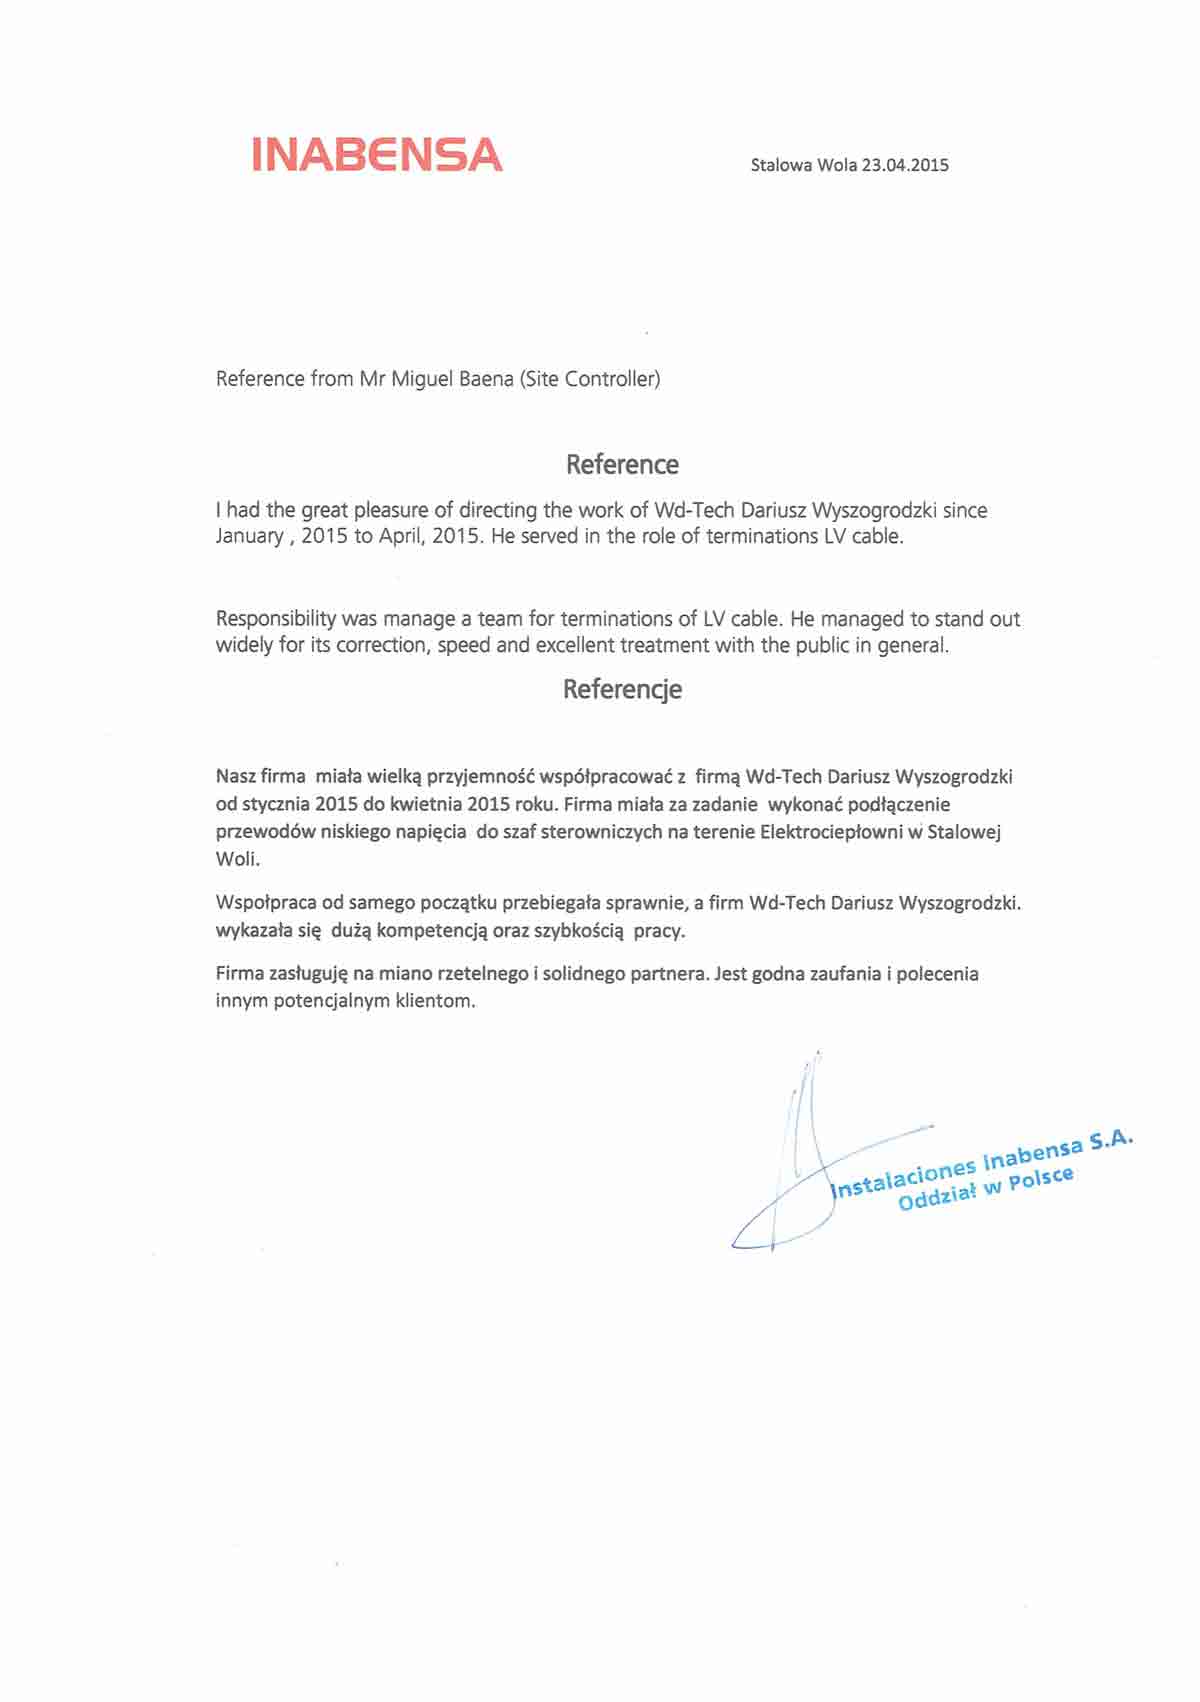 INABENSA
Stalowa Wola 23.04.2015
Reference from Mr Miguel Baena (Site Controller)
Reference
I had the great pleasure of directing the work of Wd-Tech Dariusz Wyszogrodzki since
January , 2015 to April, 2015. He served in the role of terminations LV cable.
Responsibility was manage a team for terminations of LV cable. He managed to stand out
widely for its correction, speed and excellent treatment with the public in general.
Referencje
Nasz firma miała wielką przyjemność współpracować z firmą Wd-Tech Dariusz Wyszogrodzki
od stycznia 2015 do kwietnia 2015 roku. Firma miała za zadanie wykonać podłączenie
przewodów niskiego napięcia do szaf sterowniczych na terenie Elektrociepłowni w Stalowej
Woli.
Wspołpraca od samego początku przebiegała sprawnie, a firm Wd-Tech Dariusz Wyszogrodzki.
wykazała się dużą kompetencją oraz szybkością pracy.
Firma zasługuję na miano rzetelnego i solidnego partnera. Jest godna zaufania i polecenia
innym potencjalnym klientom.
Instalaciones Inabensa S.A.
Oddział w Polsce